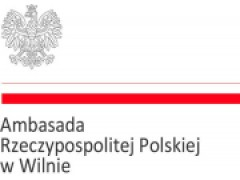 Ambasada
Rzeczypospolitej Polskiej
w Wilnie